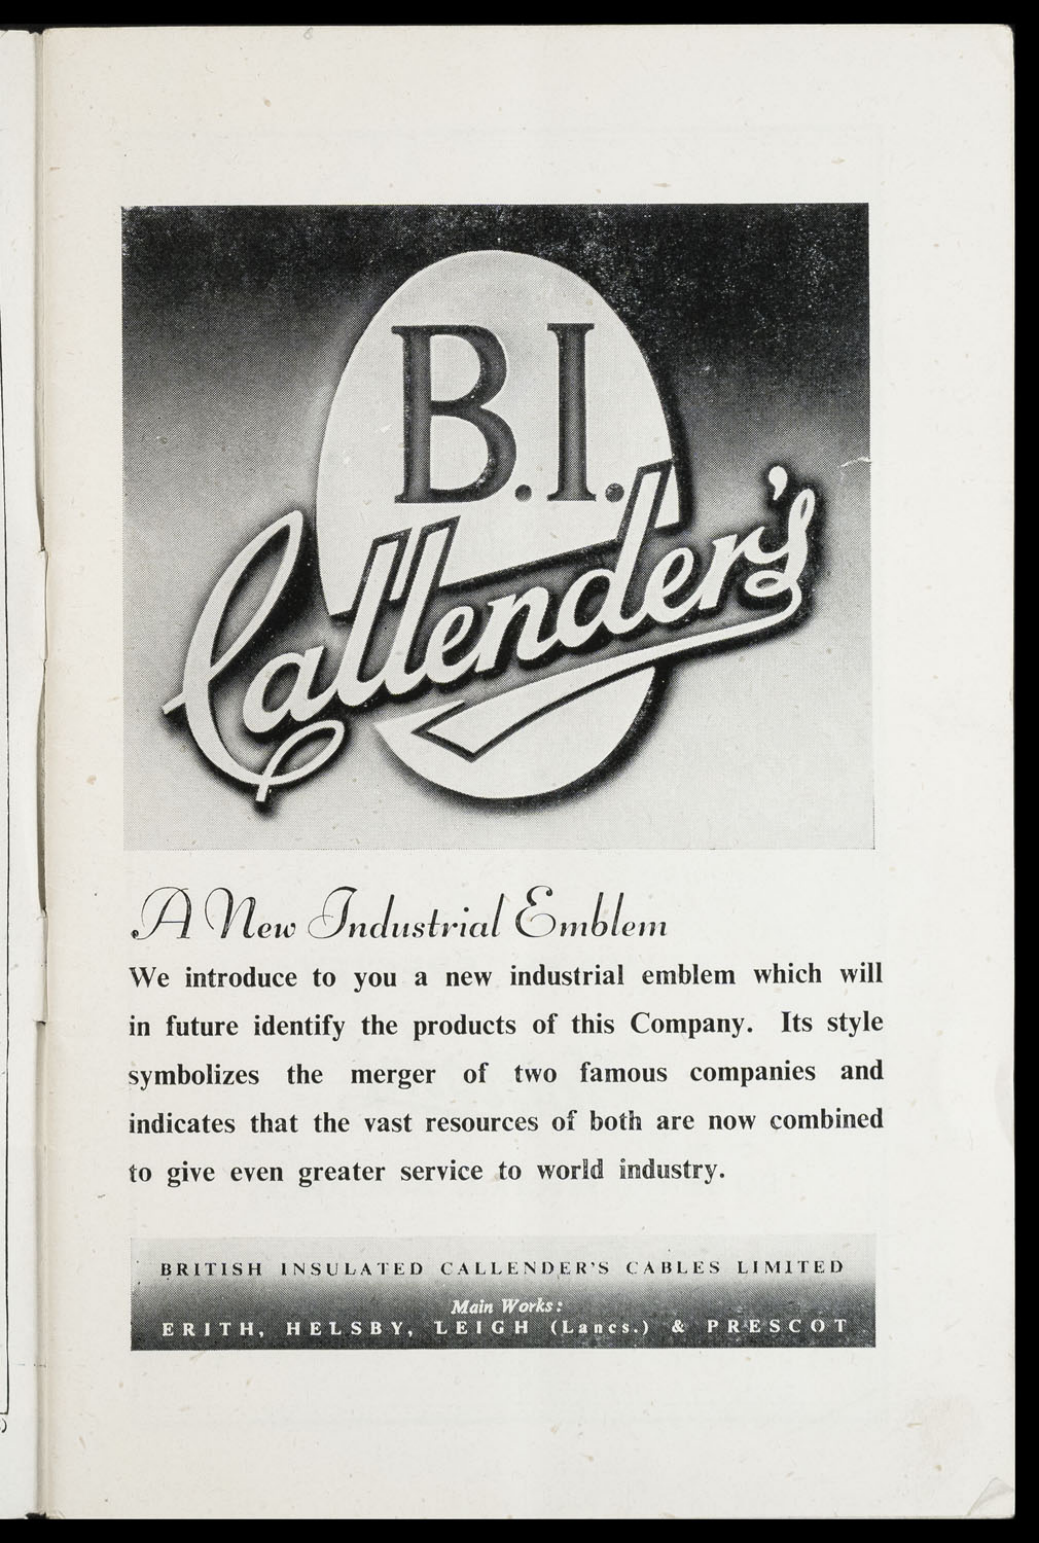 B.I.
Callender's
A New Industrial Emblem
We introduce to you a new industrial emblem which will
in future identify the products of this Company. Its style
symbolizes the merger of two famous companies and
indicates that the vast resources of both are now combined
to give even greater service to world industry.
BRITISH INSULATED CALLENDER'S CABLES LIMITED
Main Works:
ERITH, HELSBY, LEIGH (Lancs.) & PRESCOT